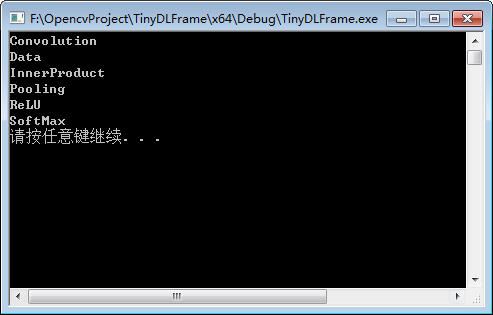 F:\OpencvProject\TinyDLFrame\x64\Debug\TinyDLFrame.exe
Convolution
Data
InnerProduct
Pooling
ReLU
SoftMax
请按任意键继续. . .